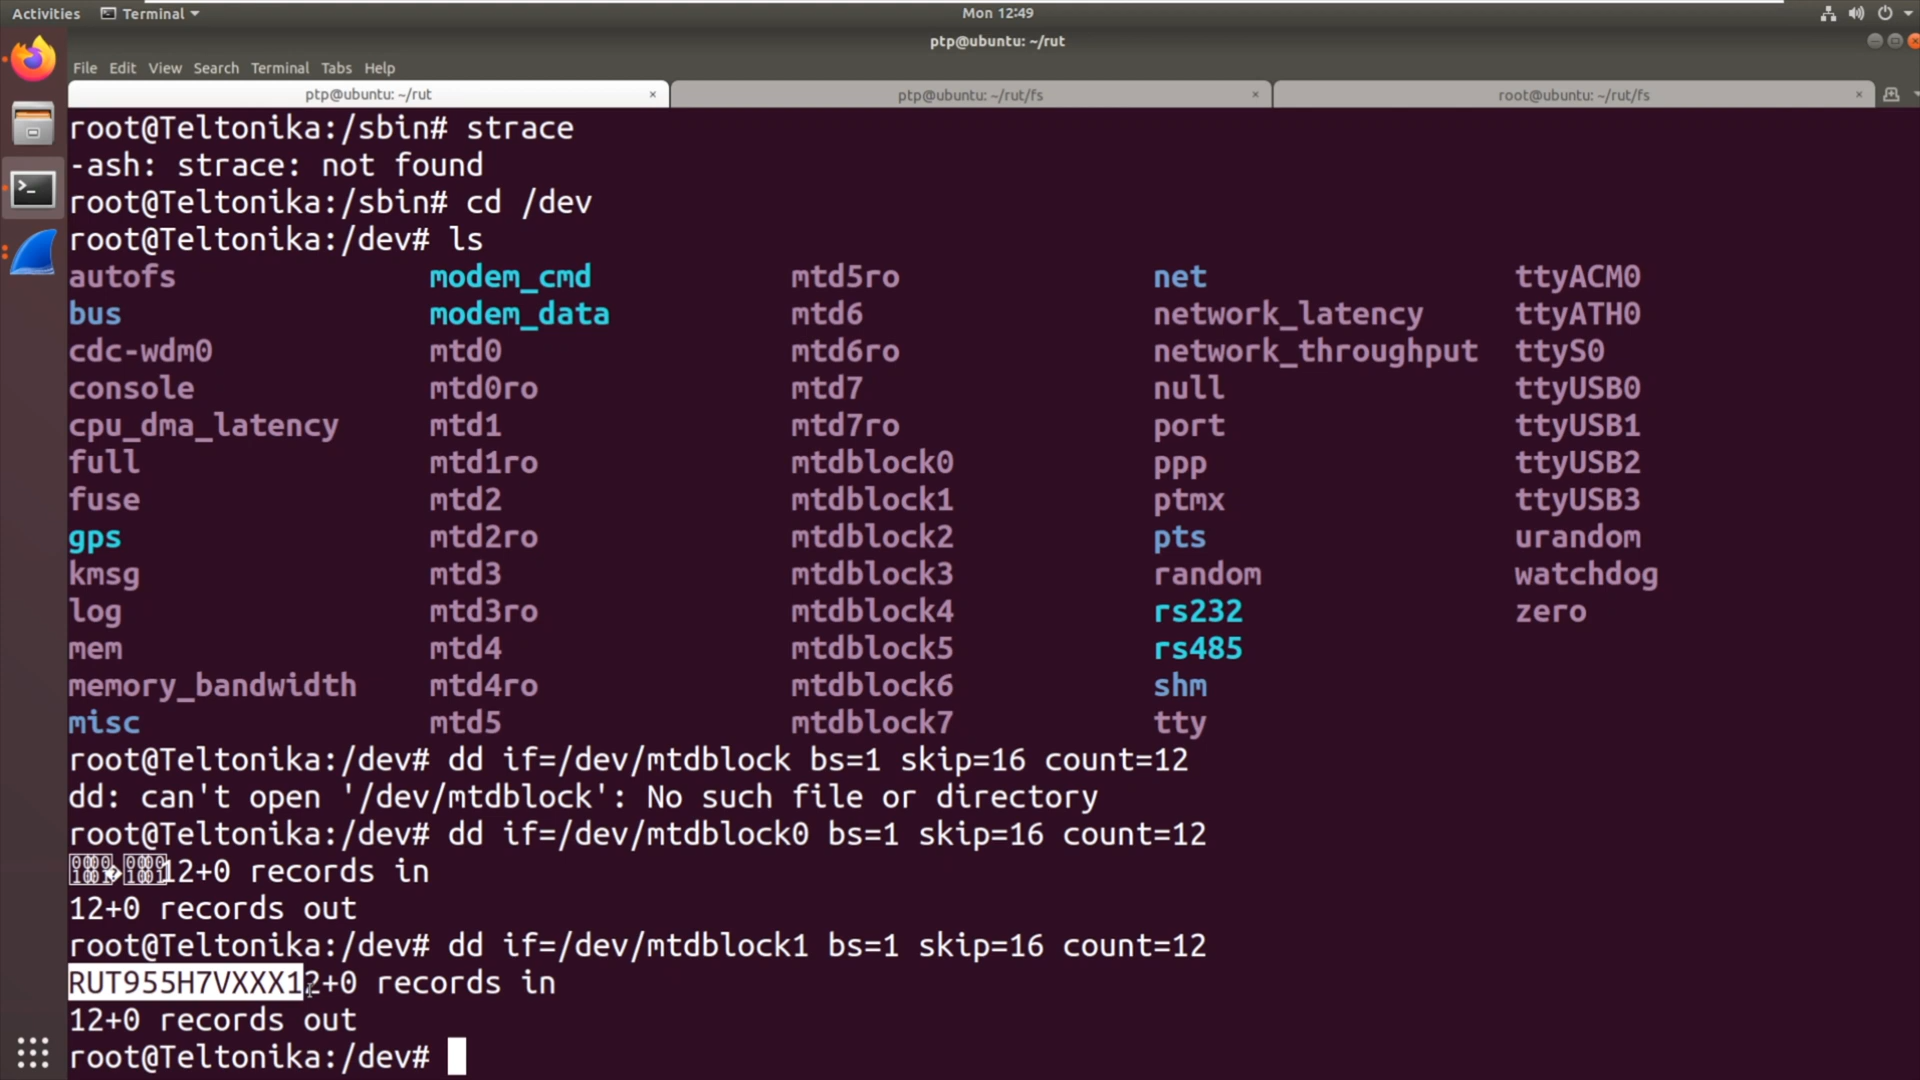 Activities Terminal Mon 12:49
ptp@ubuntu: ~/rut
File Edit View Search Terminal Tabs Help
ptp@ubuntu: ~/rut × ptp@ubuntu: ~/rut/fs × root@ubuntu: ~/rut/fs ×
root@Teltonika:/sbin# strace
-ash: strace: not found
root@Teltonika:/sbin# cd /dev
root@Teltonika:/dev# ls
autofs modem_cmd mtd5ro net ttyACM0
bus modem_data mtd6 network_latency ttyATH0
cdc-wdm0 mtd0 mtd6ro network_throughput ttyS0
console mtd0ro mtd7 null ttyUSB0
cpu_dma_latency mtd1 mtd7ro port ttyUSB1
full mtd1ro mtdblock0 ppp ttyUSB2
fuse mtd2 mtdblock1 ptmx ttyUSB3
gps mtd2ro mtdblock2 pts urandom
kmsg mtd3 mtdblock3 random watchdog
log mtd3ro mtdblock4 rs232 zero
mem mtd4 mtdblock5 rs485
memory_bandwidth mtd4ro mtdblock6 shm
misc mtd5 mtdblock7 tty
root@Teltonika:/dev# dd if=/dev/mtdblock bs=1 skip=16 count=12
dd: can't open '/dev/mtdblock': No such file or directory
root@Teltonika:/dev# dd if=/dev/mtdblock0 bs=1 skip=16 count=12
12+0 records in
12+0 records out
root@Teltonika:/dev# dd if=/dev/mtdblock1 bs=1 skip=16 count=12
RUT955H7VXXX12+0 records in
12+0 records out
root@Teltonika:/dev#